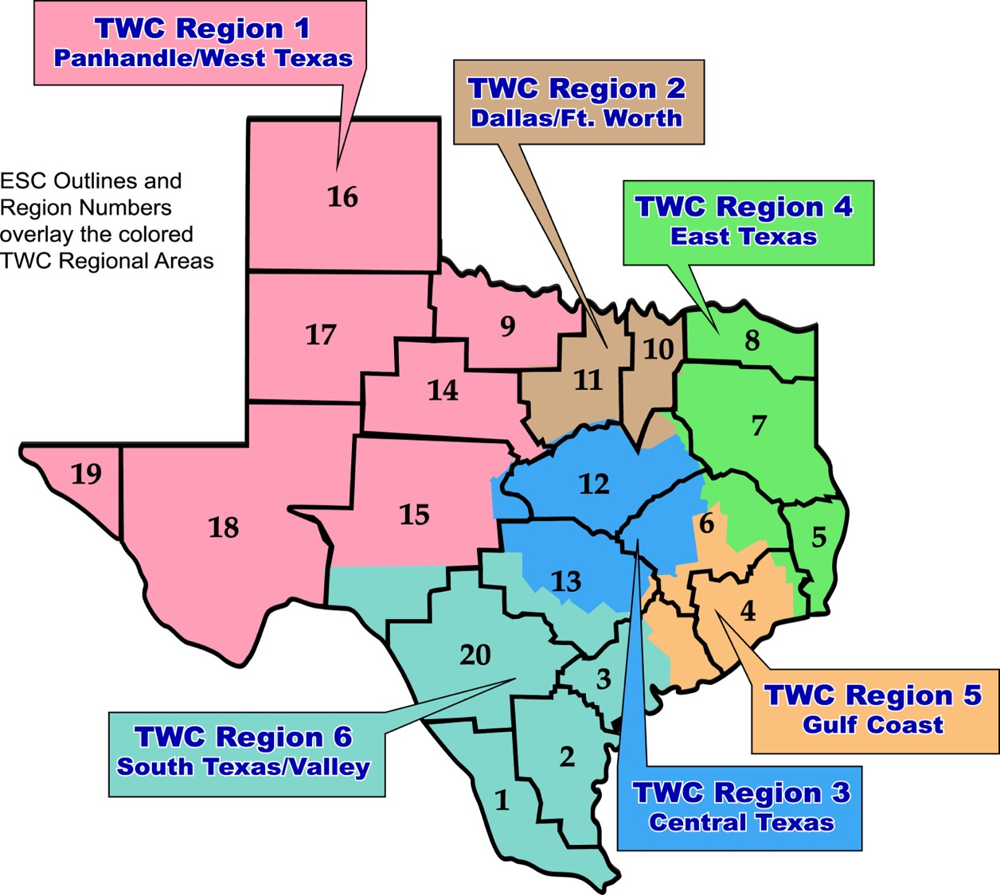 TWC Region 1
Panhandle/West Texas
TWC Region 2
Dallas/Ft. Worth
ESC Outlines and
Region Numbers
overlay the colored
TWC Regional Areas
TWC Region 4
East Texas
16
17
9
14
11
10
8
7
19
18
15
12
13
6
5
4
20
3
2
1
TWC Region 5
Gulf Coast
TWC Region 6
South Texas/Valley
TWC Region 3
Central Texas